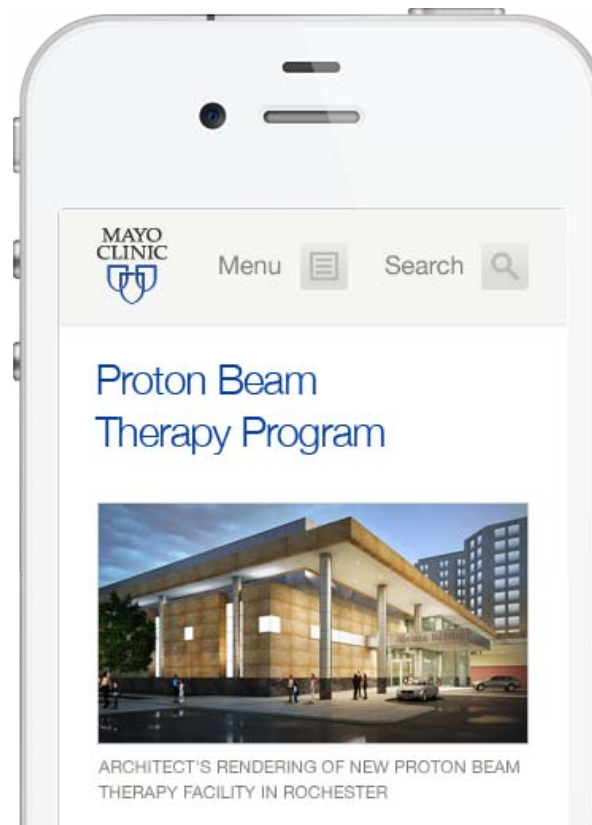 MAYO
CLINIC
Menu
Search
Proton Beam
Therapy Program
ARCHITECT'S RENDERING OF NEW PROTON BEAM
THERAPY FACILITY IN ROCHESTER